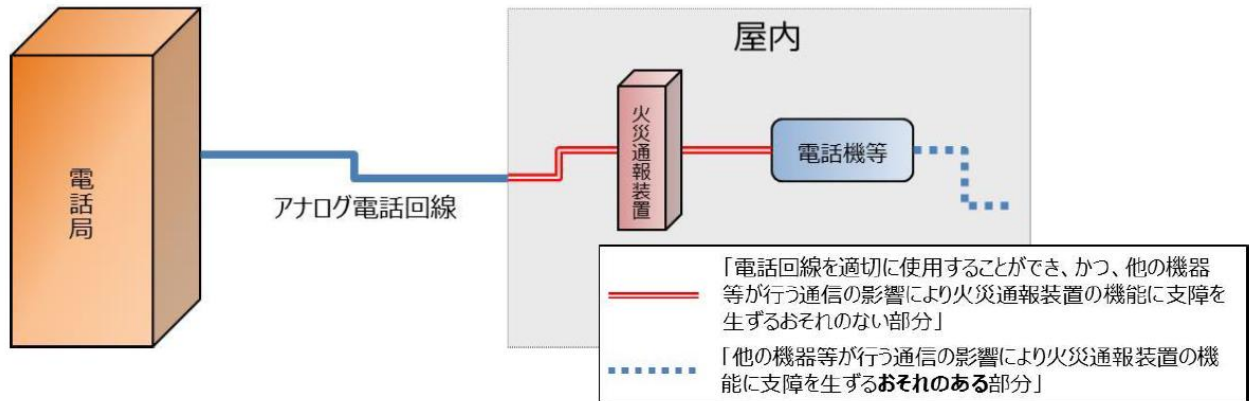 屋内
電話局
アナログ電話回線
火災通報装置
電話機等
「電話回線を適切に使用することができ、かつ、他の機器
等が行う通信の影響により火災通報装置の機能に支障を
生ずるおそれのない部分」
「他の機器等が行う通信の影響により火災通報装置の機
能に支障を生ずるおそれのある部分」